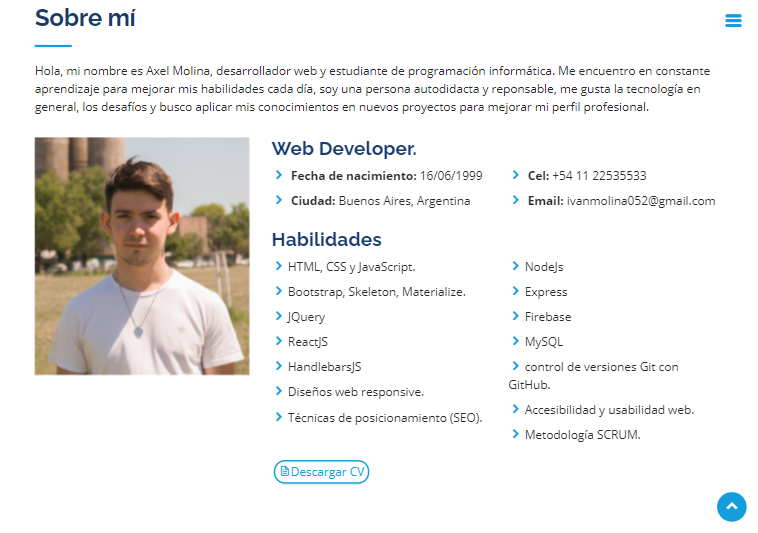 Sobre mí
Hola, mi nombre es Axel Molina, desarrollador web y estudiante de programación informática. Me encuentro en constante
aprendizaje para mejorar mis habilidades cada día, soy una persona autodidacta y reponsable, me gusta la tecnología en
general, los desafíos y busco aplicar mis conocimientos en nuevos proyectos para mejorar mi perfil profesional.
Web Developer.
Fecha de nacimiento: 16/06/1999
Ciudad: Buenos Aires, Argentina
Cel: +54 11 22535533
Email: ivanmolina052@gmail.com
Habilidades
HTML, CSS y JavaScript.
Bootstrap, Skeleton, Materialize.
JQuery
ReactJS
HandlebarsJS
Diseños web responsive.
Técnicas de posicionamiento (SEO).
NodeJs
Express
Firebase
MySQL
control de versiones Git con
GitHub.
Accesibilidad y usabilidad web.
Metodología SCRUM.
Descargar CV